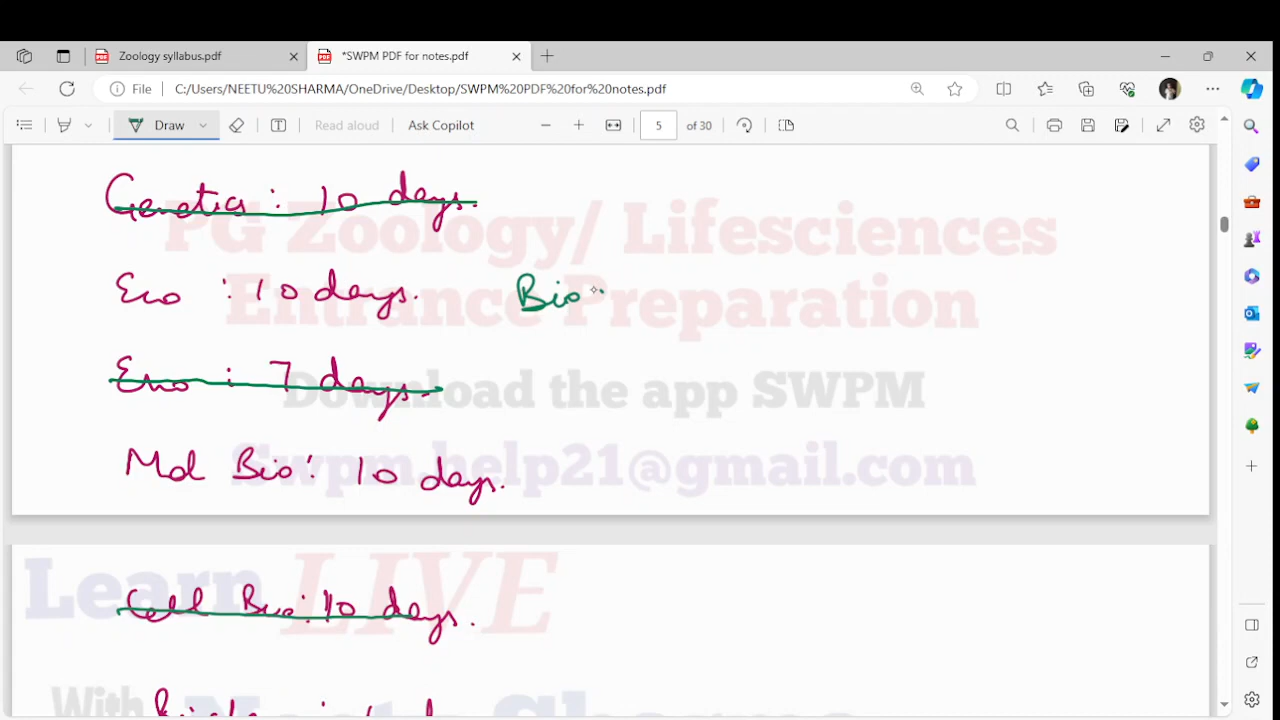 Zoology syllabus.pdf
*SWPM PDF for notes.pdf
File
C:/Users/NEETU%20SHARMA/OneDrive/Desktop/SWPM%20PDF%20for%20notes.pdf
Draw
Read aloud
Ask Copilot
5 of 30
Genetics : 10 days.
PG Zoology/ Lifesciences
Eco : 10 days. Bio
Entrance Preparation
Evo : 7 days.
Download the app SWPM
Mol Bio : 10 days.
Swpm.help21@gmail.com
Learn LIVE
Cell Bio : 10 days.
With